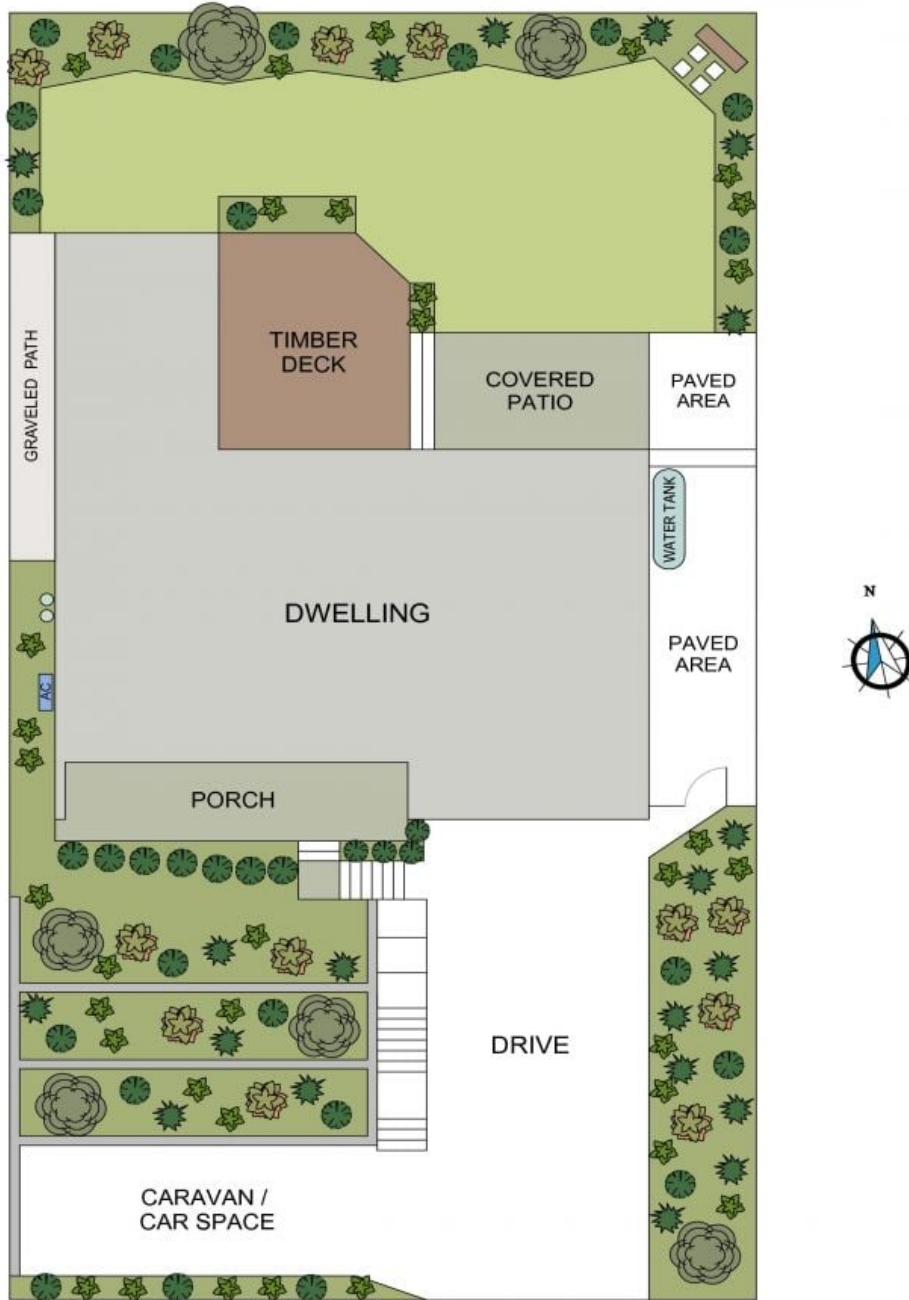 TIMBER
DECK
COVERED
PATIO
PAVED
AREA
GRAVELED PATH
WATER TANK
N
DWELLING
PAVED
AREA
AC
PORCH
DRIVE
CARAVAN /
CAR SPACE